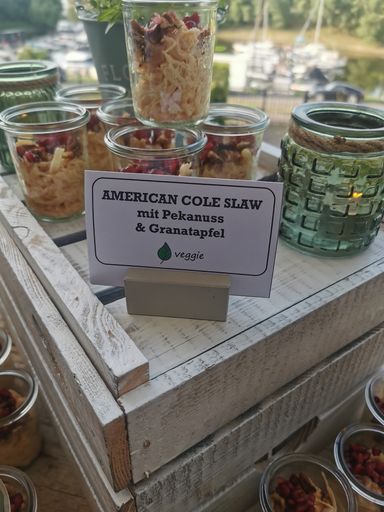 AMERICAN COLE SLAW
mit Pekanuss
& Granatapfel
veggie